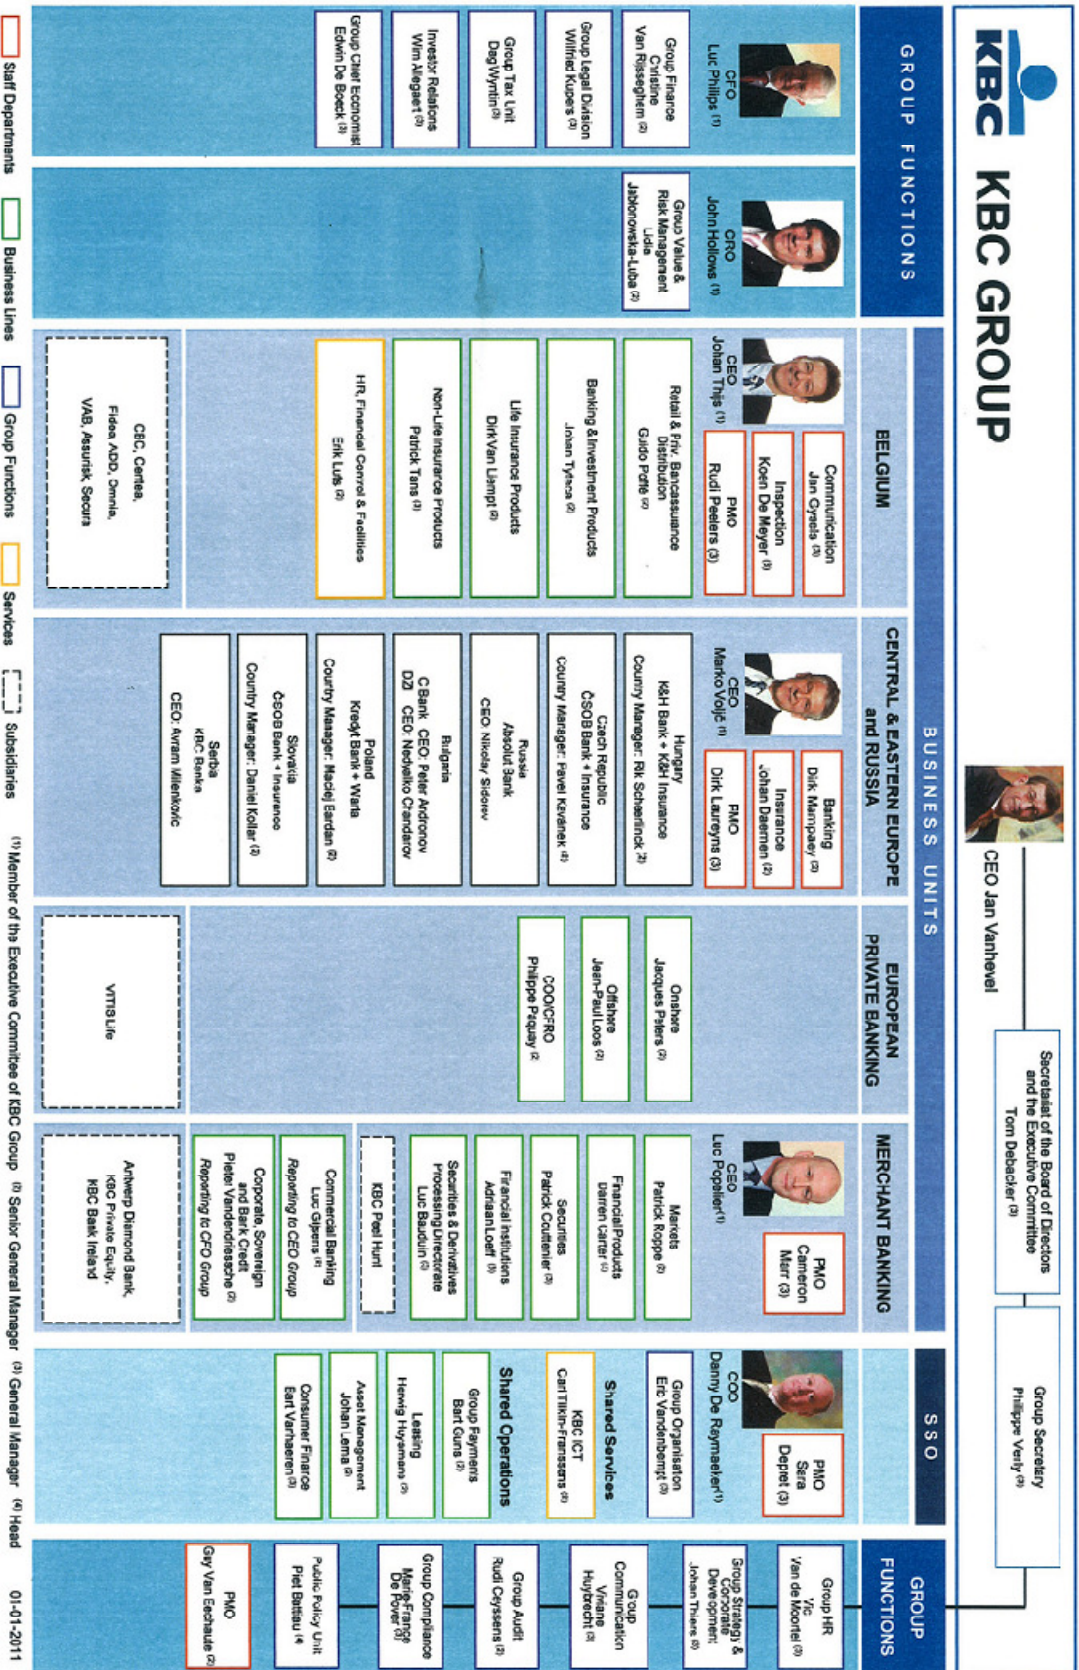 KBC
KBC GROUP
CEO Jan Vanhevel
Secretariat of the Board of Directors
and the Executive Committee
Tom Debacker (3)
Group Secretary
Philippe Verly (3)
GROUP FUNCTIONS
CFO
Luc Philips (1)
Group Finance
Christine
Van Rijsseghem (2)
Group Legal Division
Wilfried Kupers (3)
Group Tax Unit
Dag Wyntin (3)
Investor Relations
Wim Allegaert (3)
Group Chief Economist
Edwin De Boeck (3)
CRO
John Hollows (1)
Group Value &
Risk Management
Lidia
Jablonowska-Luba (2)
BUSINESS UNITS
BELGIUM
CEO
Johan Thijs (1)
Communication
Jan Gysels (3)
Inspection
Koen De Meyer (3)
PMO
Rudi Peelers (3)
Retail & Priv. Bancassurance
Distribution
Guido Poffé (2)
Banking & Investment Products
Johan Tyteca (2)
Life Insurance Products
Dirk Van Liempt (2)
Non-Life Insurance Products
Patrick Tans (3)
HR, Financial Control & Facilities
Erik Luts (2)
CBC, Centea,
Fidea, ADD, Omnia,
VAB, Assurisk, Secura
CENTRAL & EASTERN EUROPE
and RUSSIA
CEO
Marko Voljč (1)
Banking
Dirk Mampaey (3)
Insurance
Johan Daemen (2)
PMO
Dirk Laureyns (3)
Hungary
K&H Bank + K&H Insurance
Country Manager: Rik Scheerlinck (2)
Czech Republic
ČSOB Bank + Insurance
Country Manager: Pavel Kavánek (2)
Russia
Absolut Bank
CEO Nikolay Sidorov
Bulgaria
C Bank CEO: Peter Andronov
DZI CEO: Nedyalko Chandarov
Poland
Kredyt Bank + Warta
Country Manager: Maciej Bardan (2)
Slovakia
ČSOB Bank + Insurance
Country Manager: Daniel Kollar (2)
Serbia
KBC Banka
CEO: Avram Milenkovic
EUROPEAN
PRIVATE BANKING
Onshore
Jacques Peters (2)
Offshore
Jean-Paul Loos (2)
COO/CFRO
Philippe Paquay (2
VITIS Life
MERCHANT BANKING
CEO
Luc Popelier (1)
PMO
Cameron
Marr (3)
Markets
Patrick Roppe (2)
Financial Products
Darren Carter
Securities
Patrick Couttenier (3)
Financial Institutions
Adriaan Loeff (3)
Securities & Derivatives
Processing Directorate
Luc Bauduin (3)
KBC Peel Hunt
Commercial Banking
Luc Gijsens
Reporting to CEO Group
Corporate, Sovereign
and Bank Credit
Pieter Vandendriessche (2)
Reporting to CFO Group
Antwerp Diamond Bank,
KBC Private Equity,
KBC Bank Ireland
SSO
COO
Danny De Raymaeker (1)
PMO
Sara
Depret (3)
Group Organisation
Eric Vandenbempt (3)
Shared Services
KBC ICT
Carl Tilkin-Franssens
Shared Operations
Group Payments
Bart Guns (2)
Leasing
Herwig Huysmans (2)
Asset Management
Johan Lema (2)
Consumer Finance
Bart Verhaeren (3)
GROUP
FUNCTIONS
Group HR
Vic
Van de Moortel (3)
Group Strategy &
Corporate
Development
Johan Thiers (3)
Group
Communication
Viviane
Huybrecht (3)
Group Audit
Rudi Ceyssens (2)
Group Compliance
Marie-France
De Pover (3)
Public Policy Unit
Piet Battiau (4
PMO
Guy Van Eechaute (2)
Staff Departments
Business Lines
Group Functions
Services
Subsidiaries
(1) Member of the Executive Committee of KBC Group (2) Senior General Manager (3) General Manager (4) Head
01-01-2011